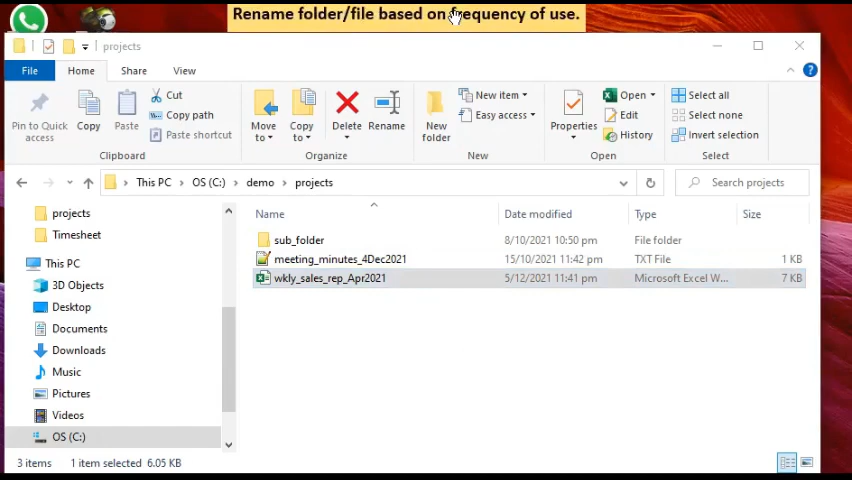 Rename folder/file based on frequency of use.
projects
File Home Share View
Pin to Quick access
Copy
Paste
Cut
Copy path
Paste shortcut
Clipboard
Move to
Copy to
Delete
Rename
Organize
New folder
New item
Easy access
New
Properties
Open
Edit
History
Open
Select all
Select none
Invert selection
Select
This PC > OS (C:) > demo > projects
Search projects
projects
Timesheet
This PC
3D Objects
Desktop
Documents
Downloads
Music
Pictures
Videos
OS (C:)
Name Date modified Type Size
sub_folder 8/10/2021 10:50 pm File folder
meeting_minutes_4Dec2021 15/10/2021 11:42 pm TXT File 1 KB
wkly_sales_rep_Apr2021 5/12/2021 11:41 pm Microsoft Excel W... 7 KB
3 items 1 item selected 6.05 KB